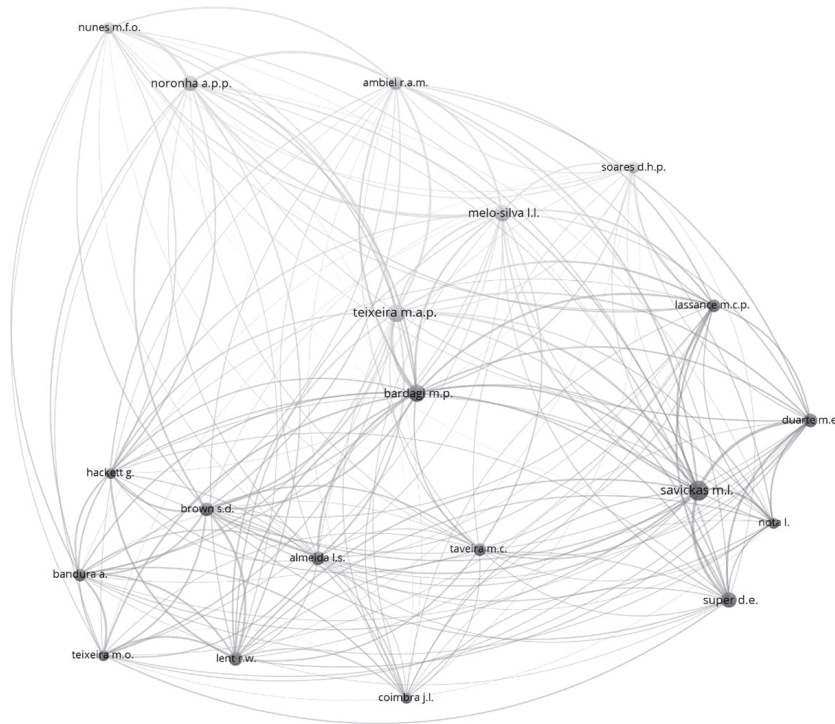 nunes m.f.o.
noronha a.p.p.
ambiel r.a.m.
soares d.h.p.
melo-silva l.l.
lassance m.c.p.
teixeira m.a.p.
bardagi m.p.
duarte m.e.
hackett g.
savickas m.l.
brown s.d.
nota l.
taveira m.c.
almeida l.s.
bandura a.
super d.e.
teixeira m.o.
lent r.w.
coimbra j.l.